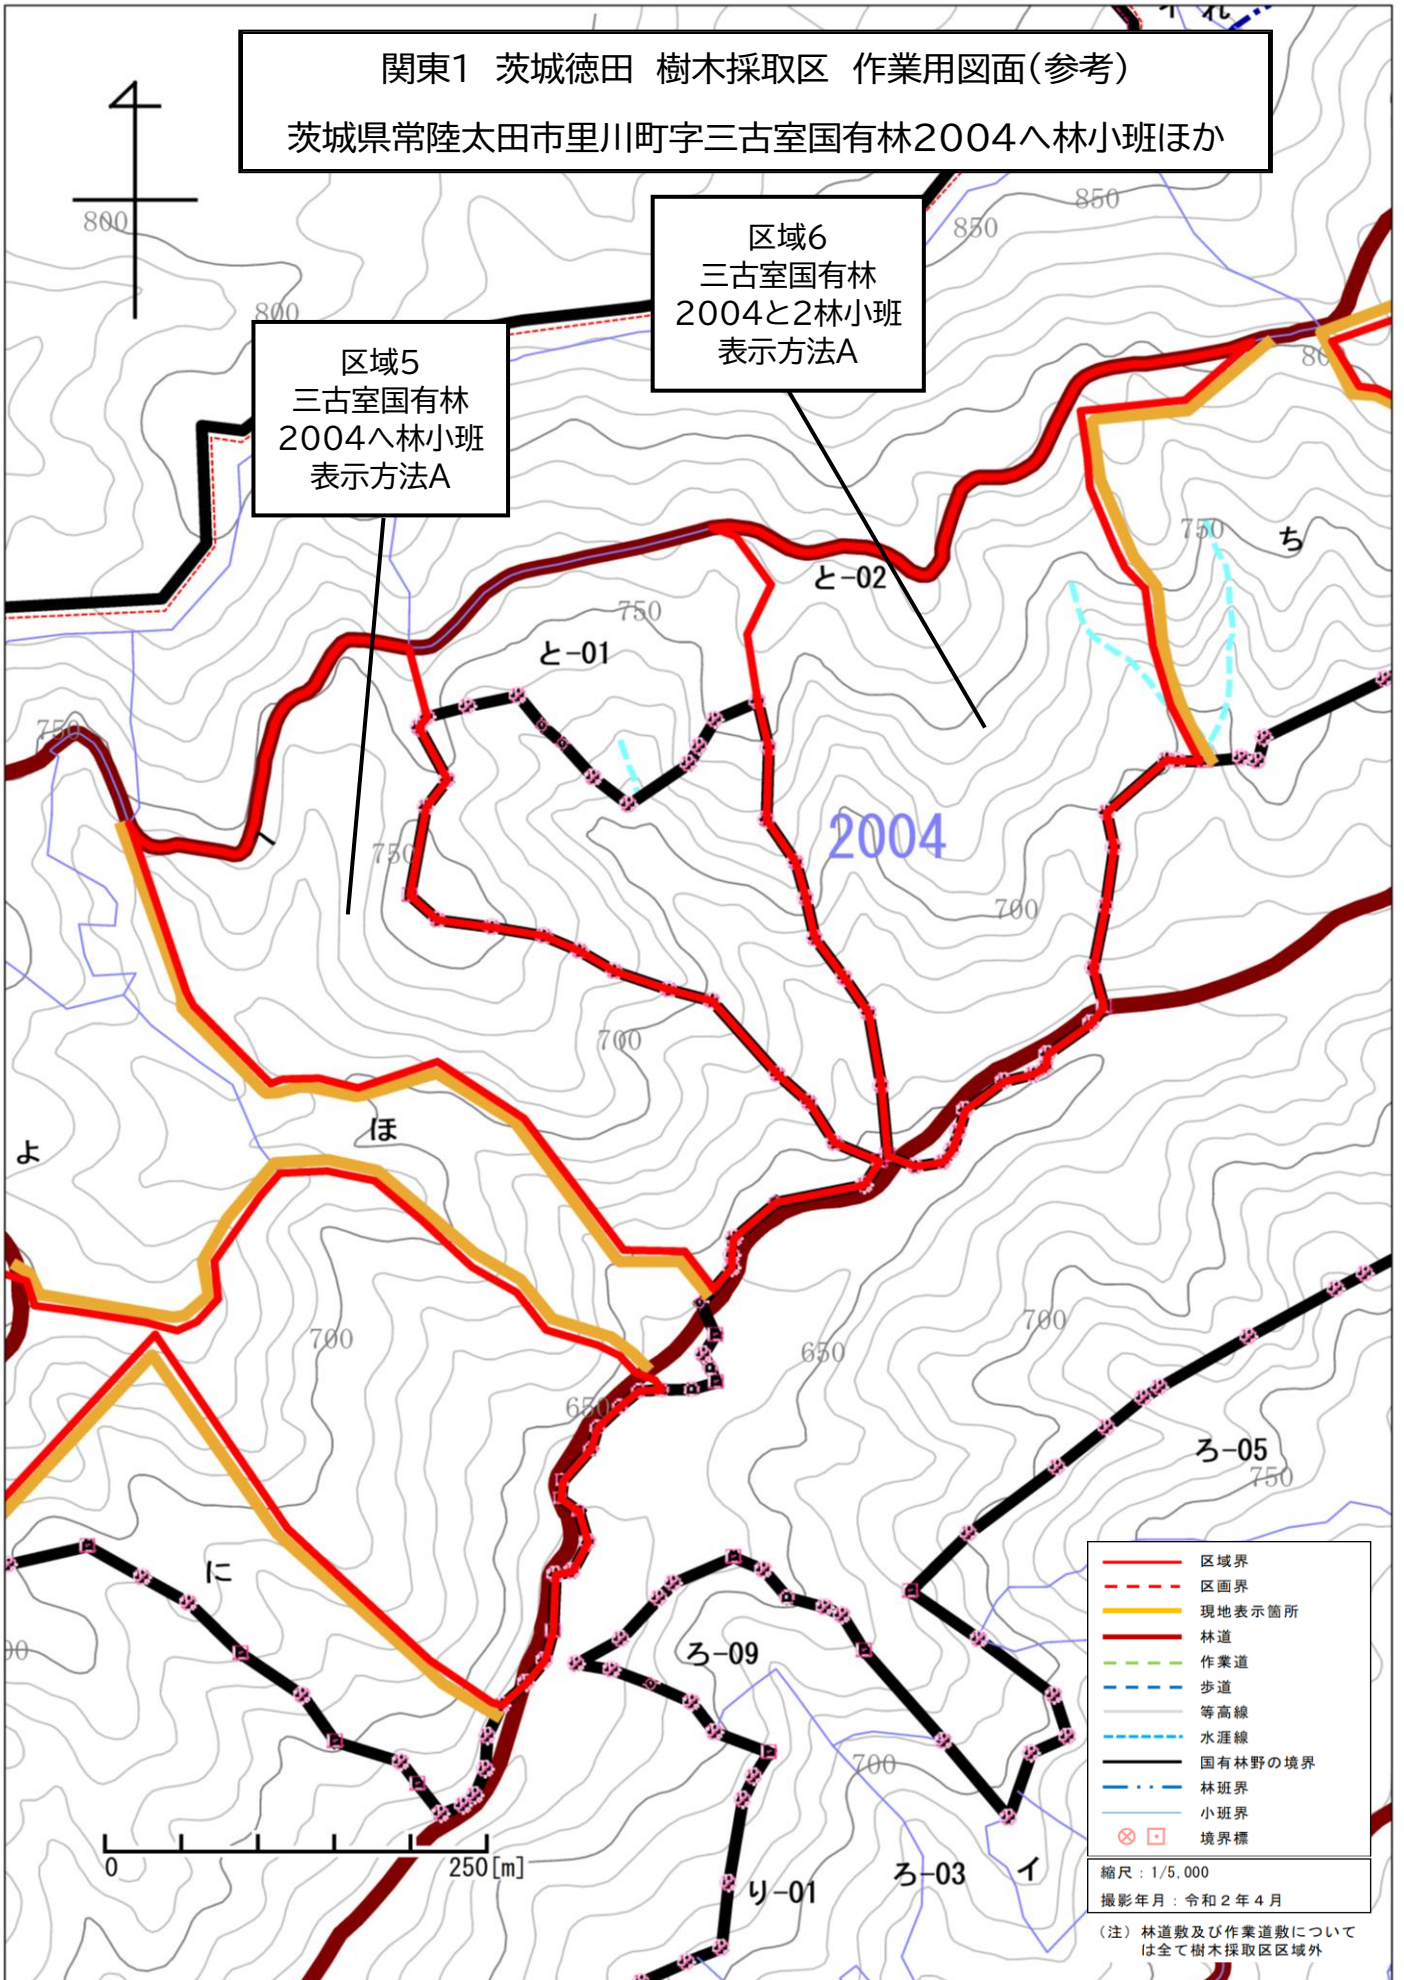 イ れ
関東1 茨城徳田 樹木採取区 作業用図面(参考)
茨城県常陸太田市里川町字三古室国有林2004へ林小班ほか
800
850
850
区域6
三古室国有林
2004と2林小班
表示方法A
800
区域5
三古室国有林
2004へ林小班
表示方法A
750
ち
と-02
750
と-01
750
2004
750
700
700
ほ
よ
700
700
650
650
ろ-05
750
に
ろ-09
700
ろ-03
イ
り-01
0
250[m]
区域界
区画界
現地表示箇所
林道
作業道
歩道
等高線
水涯線
国有林野の境界
林班界
小班界
境界標
縮尺:1/5,000
撮影年月:令和2年4月
(注)林道敷及び作業道敷について
は全て樹木採取区区域外